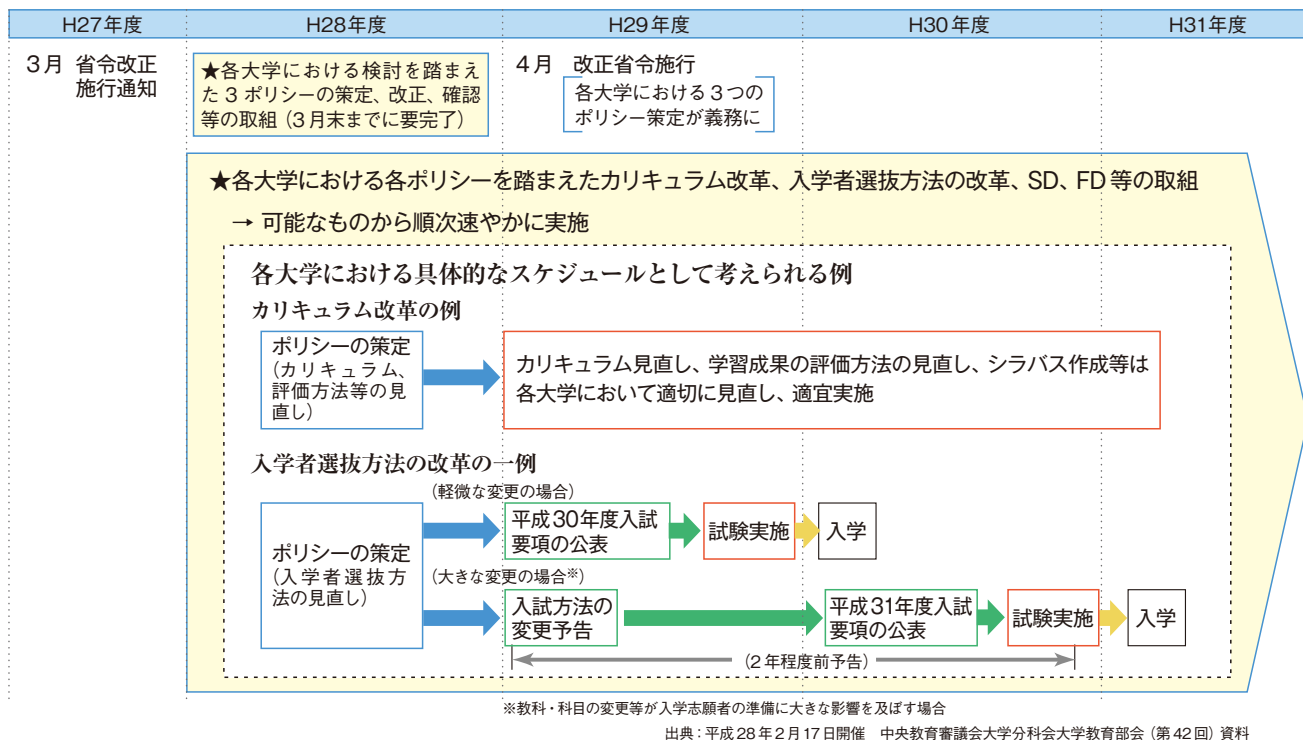 H27年度 H28年度 H29年度 H30年度 H31年度
3月 省令改正
施行通知
★各大学における検討を踏まえ
た3ポリシーの策定、改正、確認
等の取組（3月末までに要完了）
4月 改正省令施行
各大学における3つの
ポリシー策定が義務に
★各大学における各ポリシーを踏まえたカリキュラム改革、入学者選抜方法の改革、SD、FD等の取組
→ 可能なものから順次速やかに実施
各大学における具体的なスケジュールとして考えられる例
カリキュラム改革の例
ポリシーの策定
（カリキュラム、
評価方法等の見
直し）
カリキュラム見直し、学習成果の評価方法の見直し、シラバス作成等は
各大学において適切に見直し、適宜実施
入学者選抜方法の改革の一例
ポリシーの策定
（入学者選抜方
法の見直し）
（軽微な変更の場合）
平成30年度入試
要項の公表
試験実施
入学
（大きな変更の場合※）
入試方法の
変更予告
平成31年度入試
要項の公表
試験実施
入学
（2年程度前予告）
※教科・科目の変更等が入学志願者の準備に大きな影響を及ぼす場合
出典：平成28年2月17日開催 中央教育審議会大学分科会大学教育部会（第42回）資料